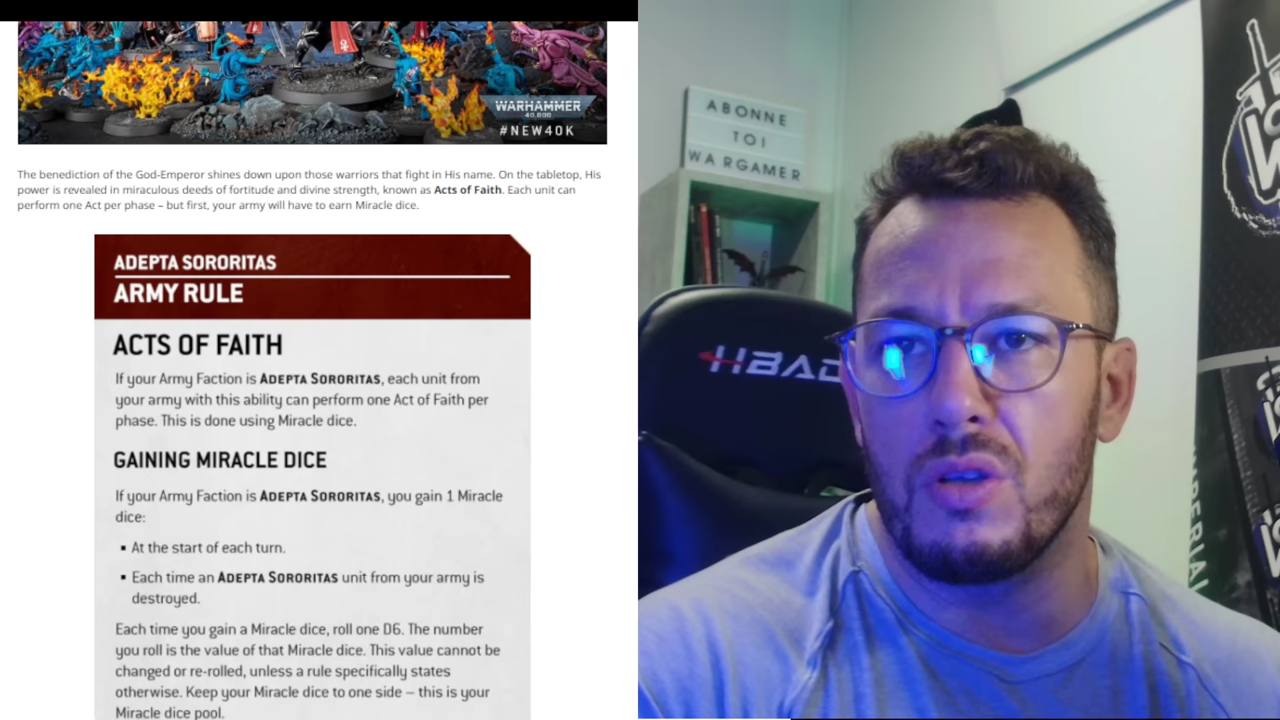 WARHAMMER
40,000
#NEW40K
The benediction of the God-Emperor shines down upon those warriors that fight in His name. On the tabletop, His
power is revealed in miraculous deeds of fortitude and divine strength, known as Acts of Faith. Each unit can
perform one Act per phase – but first, your army will have to earn Miracle dice.
ADEPTA SORORITAS
ARMY RULE
ACTS OF FAITH
If your Army Faction is ADEPTA SORORITAS, each unit from
your army with this ability can perform one Act of Faith per
phase. This is done using Miracle dice.
GAINING MIRACLE DICE
If your Army Faction is ADEPTA SORORITAS, you gain 1 Miracle
dice:
▪ At the start of each turn.
▪ Each time an ADEPTA SORORITAS unit from your army is
destroyed.
Each time you gain a Miracle dice, roll one D6. The number
you roll is the value of that Miracle dice. This value cannot be
changed or re-rolled, unless a rule specifically states
otherwise. Keep your Miracle dice to one side – this is your
Miracle dice pool.
ABONNE
TOI
WARGAMER
HBAD